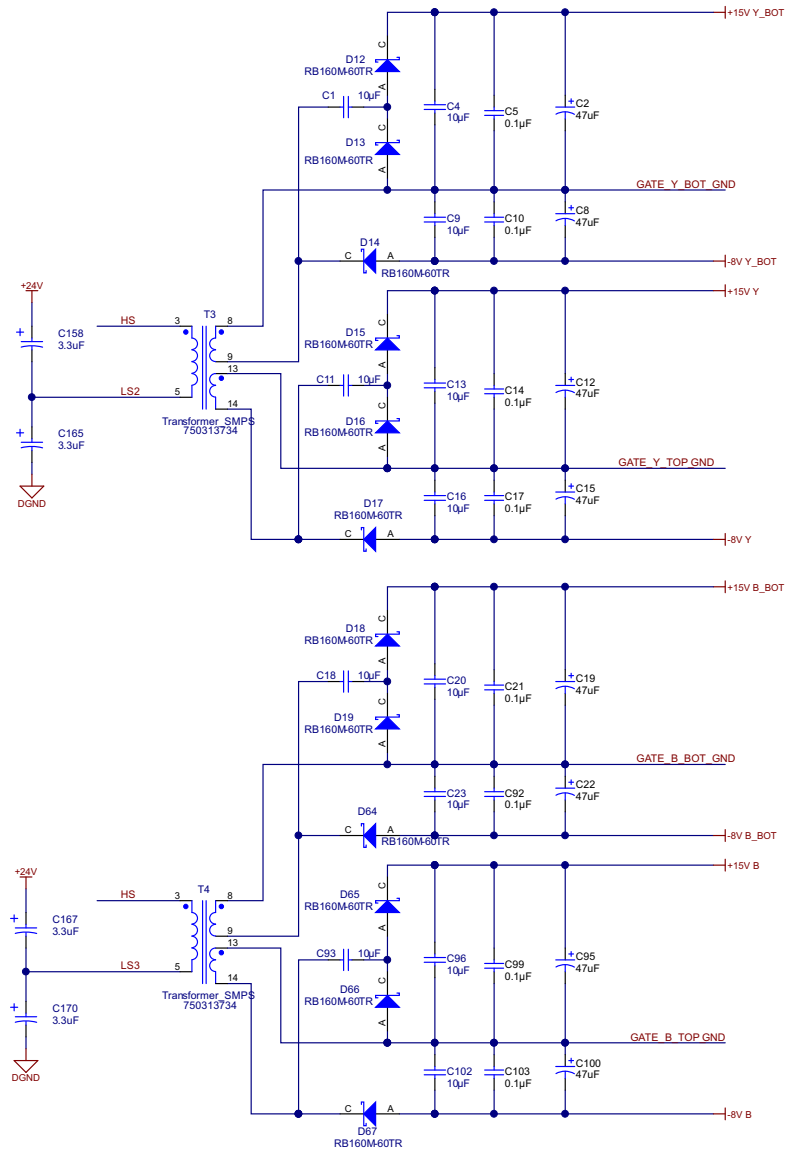 +15V Y_BOT
C
D12
RB160M-60TR
A
C1 10µF
C4
10µF
C5
0.1µF
+
C2
47uF
C
D13
RB160M-60TR
A
GATE_Y_BOT_GND
C9
10µF
C10
0.1µF
+
C8
47uF
D14
C A
RB160M-60TR
-8V Y_BOT
+24V
+15V Y
HS
3
T3
8
C
D15
RB160M-60TR
A
+
C158
3.3uF
9
13
C11 10µF
C13
10µF
C14
0.1µF
+
C12
47uF
LS2
5
14
C
D16
RB160M-60TR
A
Transformer_SMPS
750313734
+
C165
3.3uF
DGND
GATE_Y_TOP_GND
C16
10µF
C17
0.1µF
+
C15
47uF
D17
RB160M-60TR
C A
-8V Y
+15V B_BOT
C
D18
RB160M-60TR
A
C18 10µF
C20
10µF
C21
0.1µF
+
C19
47uF
C
D19
RB160M-60TR
A
GATE_B_BOT_GND
C23
10µF
C92
0.1µF
+
C22
47uF
D64
C A
RB160M-60TR
-8V B_BOT
+24V
+15V B
HS
3
T4
8
C
D65
RB160M-60TR
A
+
C167
3.3uF
9
13
C93 10µF
C96
10µF
C99
0.1µF
+
C95
47uF
LS3
5
14
C
D66
RB160M-60TR
A
Transformer_SMPS
750313734
+
C170
3.3uF
DGND
GATE_B_TOP GND
C102
10µF
C103
0.1µF
+
C100
47uF
C A
D67
RB160M-60TR
-8V B